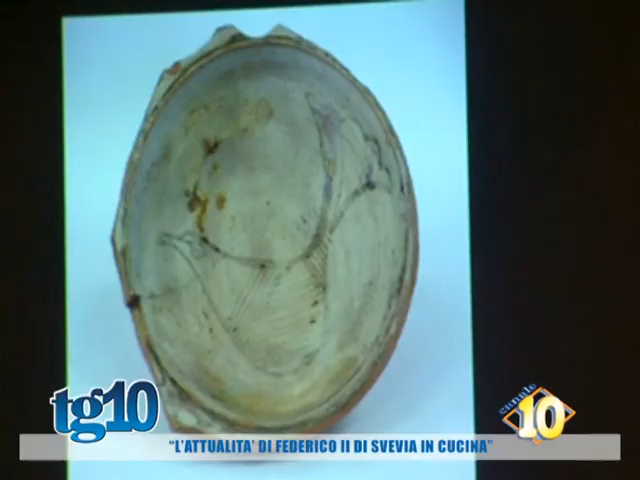 tg10
canale
10
"L'ATTUALITA' DI FEDERICO II DI SVEVIA IN CUCINA"